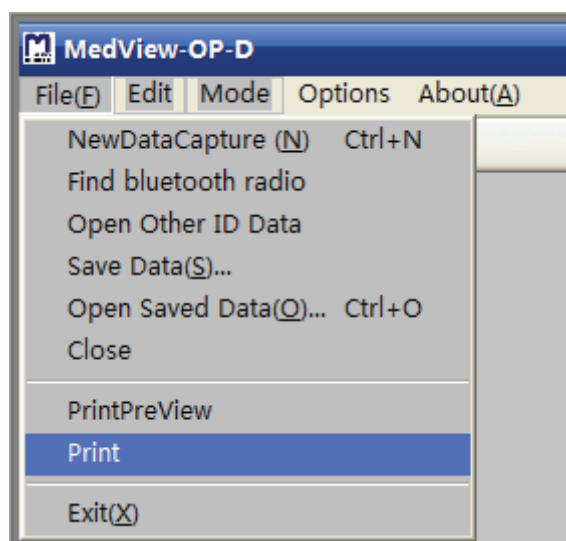 MedView-OP-D
File(F) Edit Mode Options About(A)
NewDataCapture (N) Ctrl+N
Find bluetooth radio
Open Other ID Data
Save Data(S)...
Open Saved Data(O)... Ctrl+O
Close
PrintPreView
Print
Exit(X)